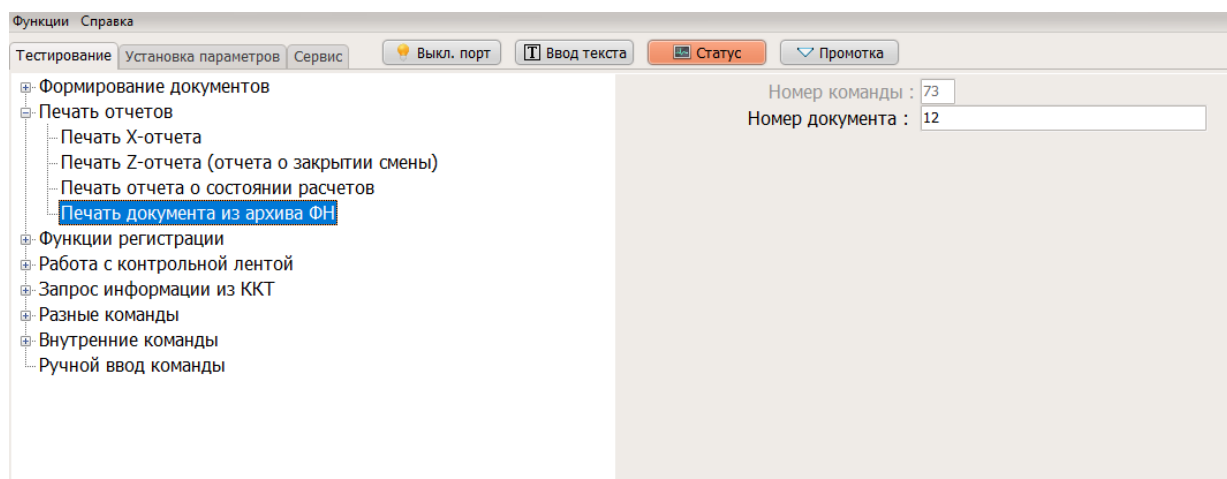 Функции Справка
Тестирование Установка параметров Сервис Выкл. порт Ввод текста Статус Промотка
Формирование документов
Номер команды : 73
Печать отчетов
Номер документа : 12
Печать X-отчета
Печать Z-отчета (отчета о закрытии смены)
Печать отчета о состоянии расчетов
Печать документа из архива ФН
Функции регистрации
Работа с контрольной лентой
Запрос информации из ККТ
Разные команды
Внутренние команды
Ручной ввод команды